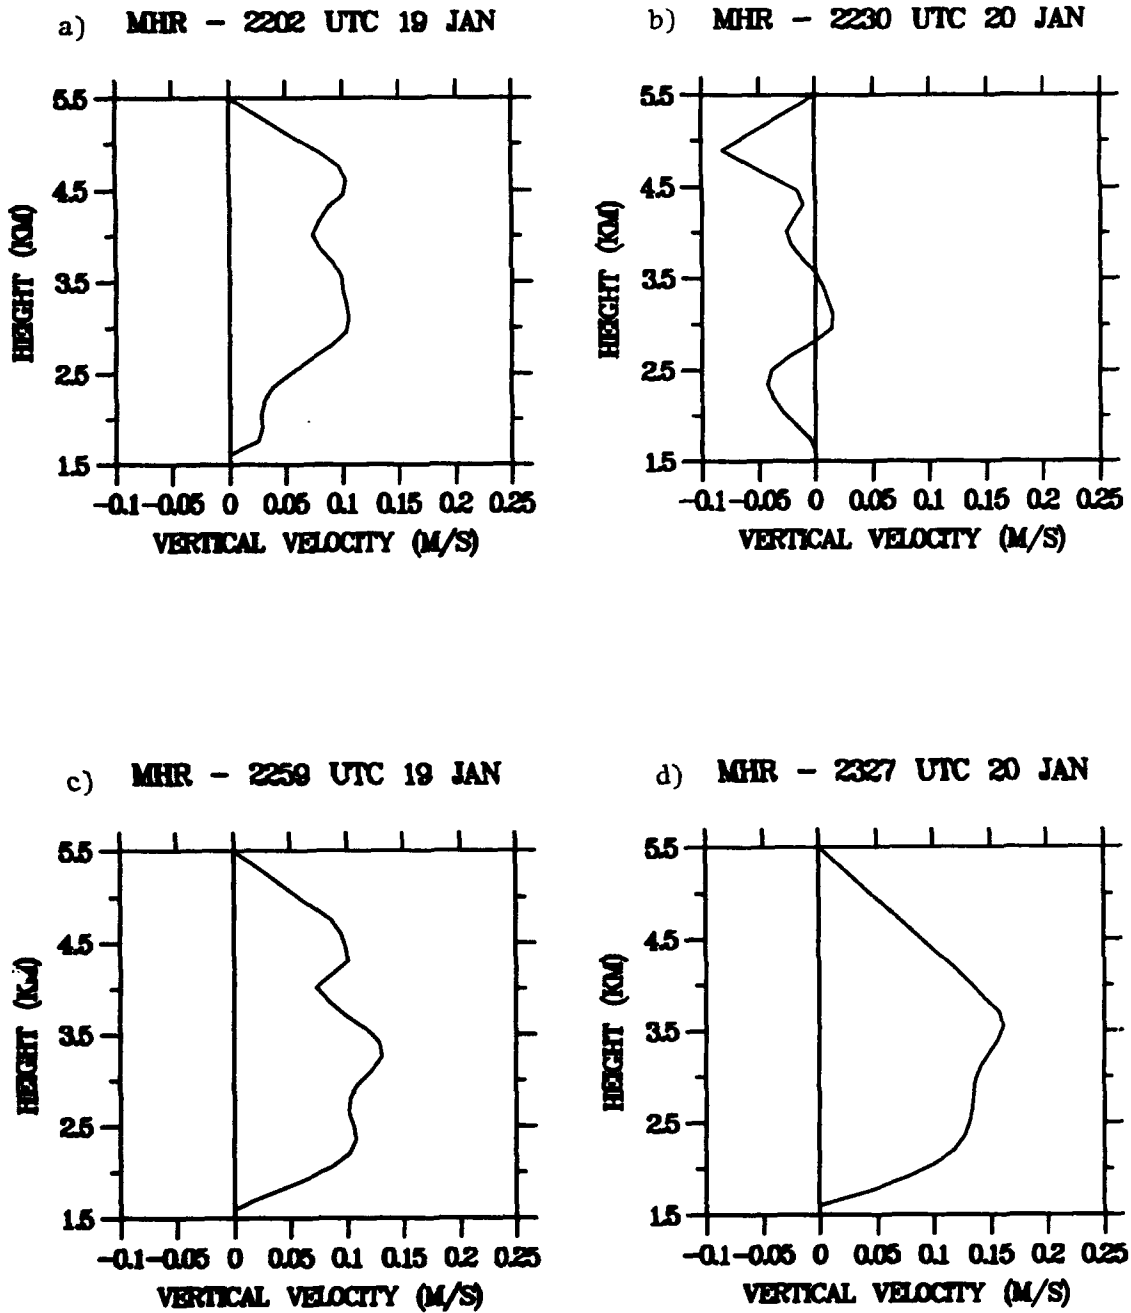 a) MHR - 2202 UTC 19 JAN
5.5
4.5
3.5
2.5
1.5
HEIGHT (KM)
-0.1 -0.05 0 0.05 0.1 0.15 0.2 0.25
VERTICAL VELOCITY (M/S)
b) MHR - 2230 UTC 20 JAN
5.5
4.5
3.5
2.5
1.5
HEIGHT (KM)
-0.1 -0.05 0 0.05 0.1 0.15 0.2 0.25
VERTICAL VELOCITY (M/S)
c) MHR - 2259 UTC 19 JAN
5.5
4.5
3.5
2.5
1.5
HEIGHT (KM)
-0.1 -0.05 0 0.05 0.1 0.15 0.2 0.25
VERTICAL VELOCITY (M/S)
d) MHR - 2327 UTC 20 JAN
5.5
4.5
3.5
2.5
1.5
HEIGHT (KM)
-0.1 -0.05 0 0.05 0.1 0.15 0.2 0.25
VERTICAL VELOCITY (M/S)